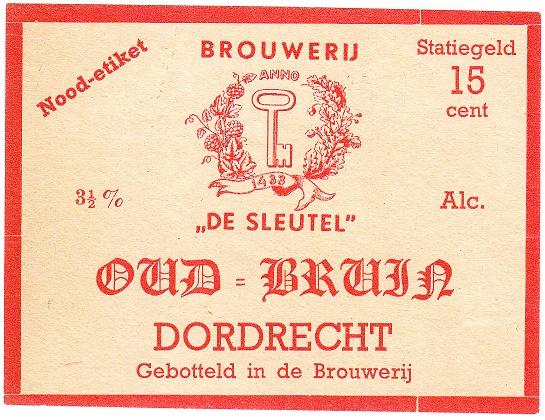 Nood-etiket
BROUWERIJ
Statiegeld
15
cent
ANNO
433
3½ %
Alc.
„DE SLEUTEL”
OUD = BRUIN
DORDRECHT
Gebotteld in de Brouwerij